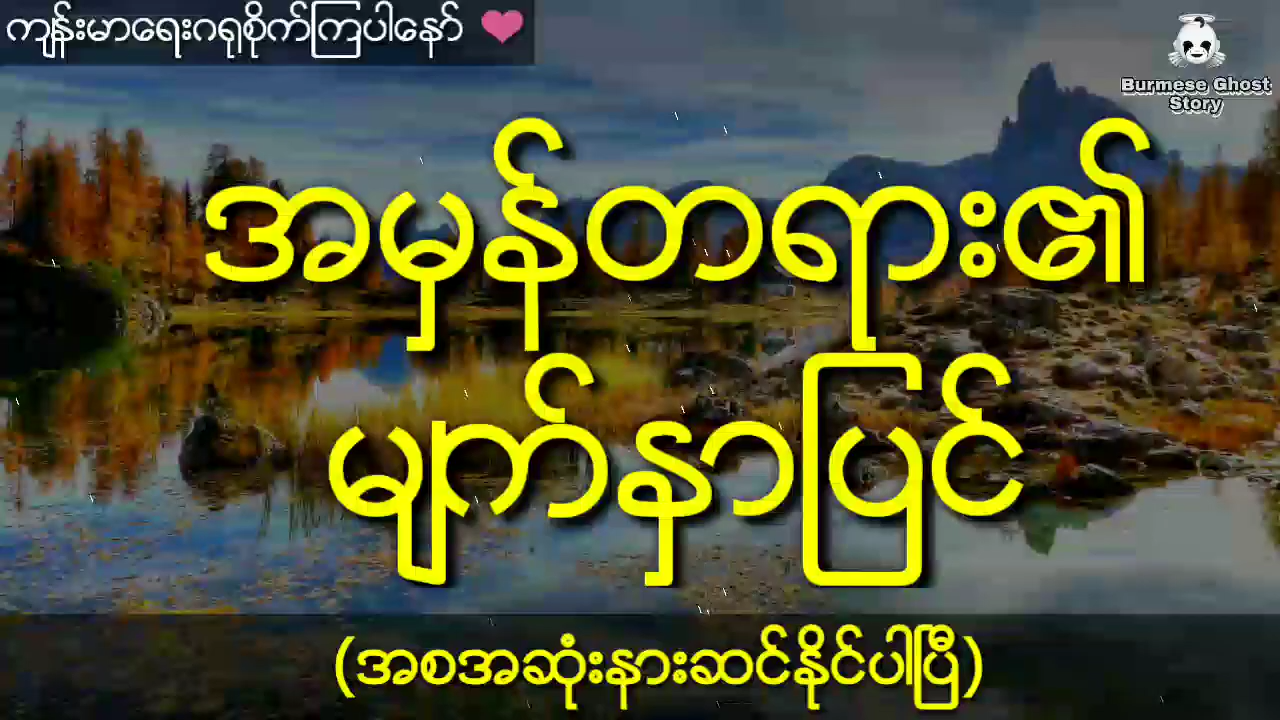 ကျန်းမာရေးဂရုစိုက်ကြပါနော် ❤
Burmese Ghost
Story
အမှန်တရား၏
မျက်နှာပြင်
(အစအဆုံးနားဆင်နိုင်ပါပြီ)